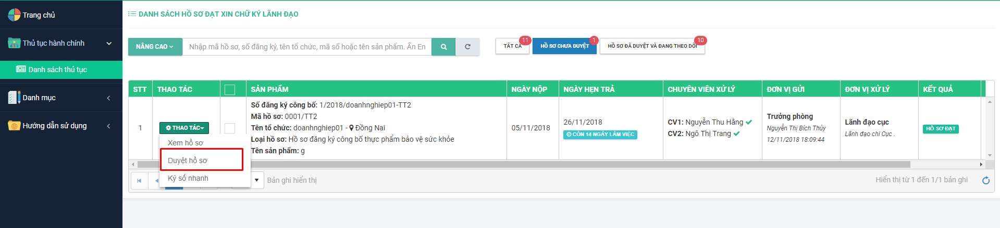 Trang chủ
Thủ tục hành chính
Danh sách thủ tục
Danh mục
Hướng dẫn sử dụng
DANH SÁCH HỒ SƠ ĐẠT XIN CHỮ KÝ LÃNH ĐẠO
NÂNG CAO
Nhập mã hồ sơ, số đăng ký, tên tổ chức, mã số hoặc tên sản phẩm. Ấn En
TẤT CẢ 11
HỒ SƠ CHƯA DUYỆT 1
HỒ SƠ ĐÃ DUYỆT VÀ ĐANG THEO DÕI 10
STT THAO TÁC SẢN PHẨM NGÀY NỘP NGÀY HẸN TRẢ CHUYÊN VIÊN XỬ LÝ ĐƠN VỊ GỬI ĐƠN VỊ XỬ LÝ KẾT QUẢ
1
THAO TÁC
Số đăng ký công bố: 1/2018/doanhnghiep01-TT2
Mã hồ sơ: 0001/TT2
Tên tổ chức: doanhnghiep01 - Đồng Nai
Loại hồ sơ: Hồ sơ đăng ký công bố thực phẩm bảo vệ sức khỏe
Tên sản phẩm: g
05/11/2018
26/11/2018
CÒN 14 NGÀY LÀM VIỆC
CV1: Nguyễn Thu Hằng
CV2: Ngô Thị Trang
Trưởng phòng
Nguyễn Thị Bích Thủy
12/11/2018 18:09:44
Lãnh đạo cục
Lãnh đạo chi Cục .
HỒ SƠ ĐẠT
Xem hồ sơ
Duyệt hồ sơ
Ký số nhanh
Bản ghi hiển thị
Hiển thị từ 1 đến 1/1 bản ghi